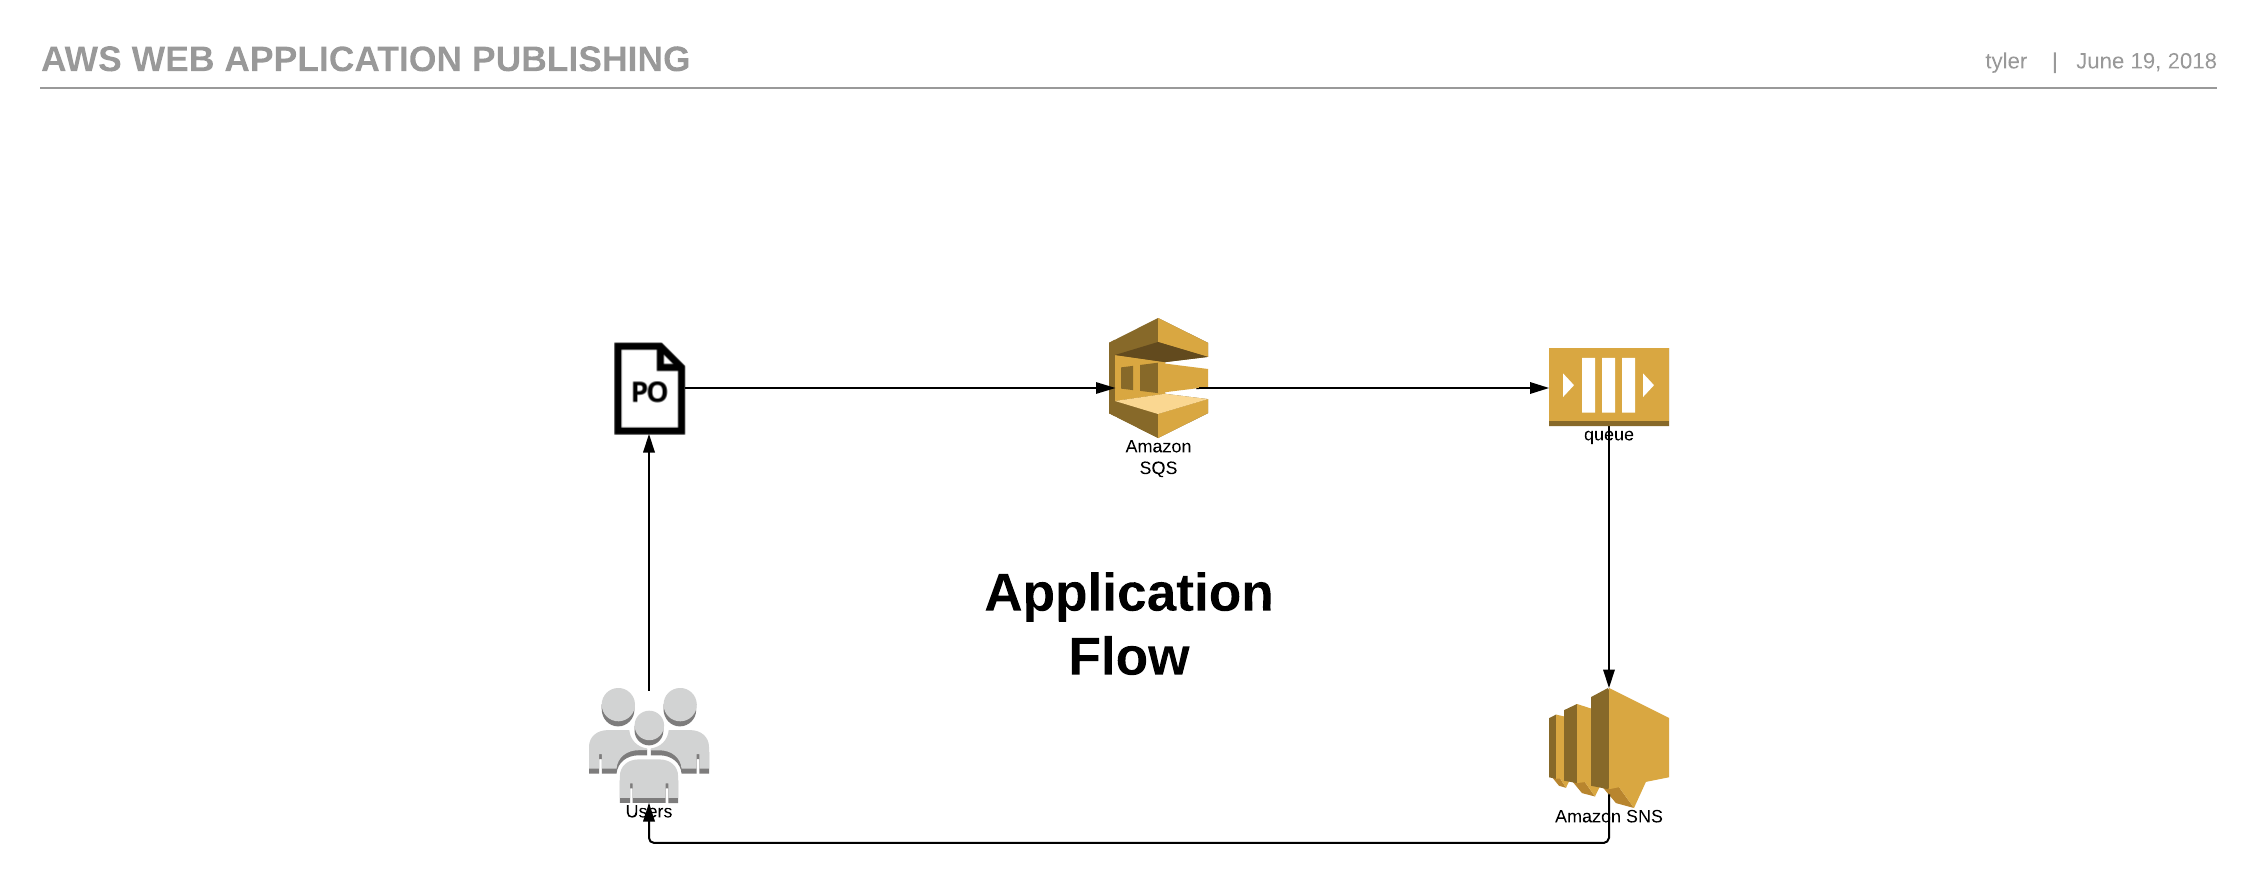 AWS WEB APPLICATION PUBLISHING
tyler | June 19, 2018
PO
Amazon
SQS
queue
Application
Flow
Users
Amazon SNS